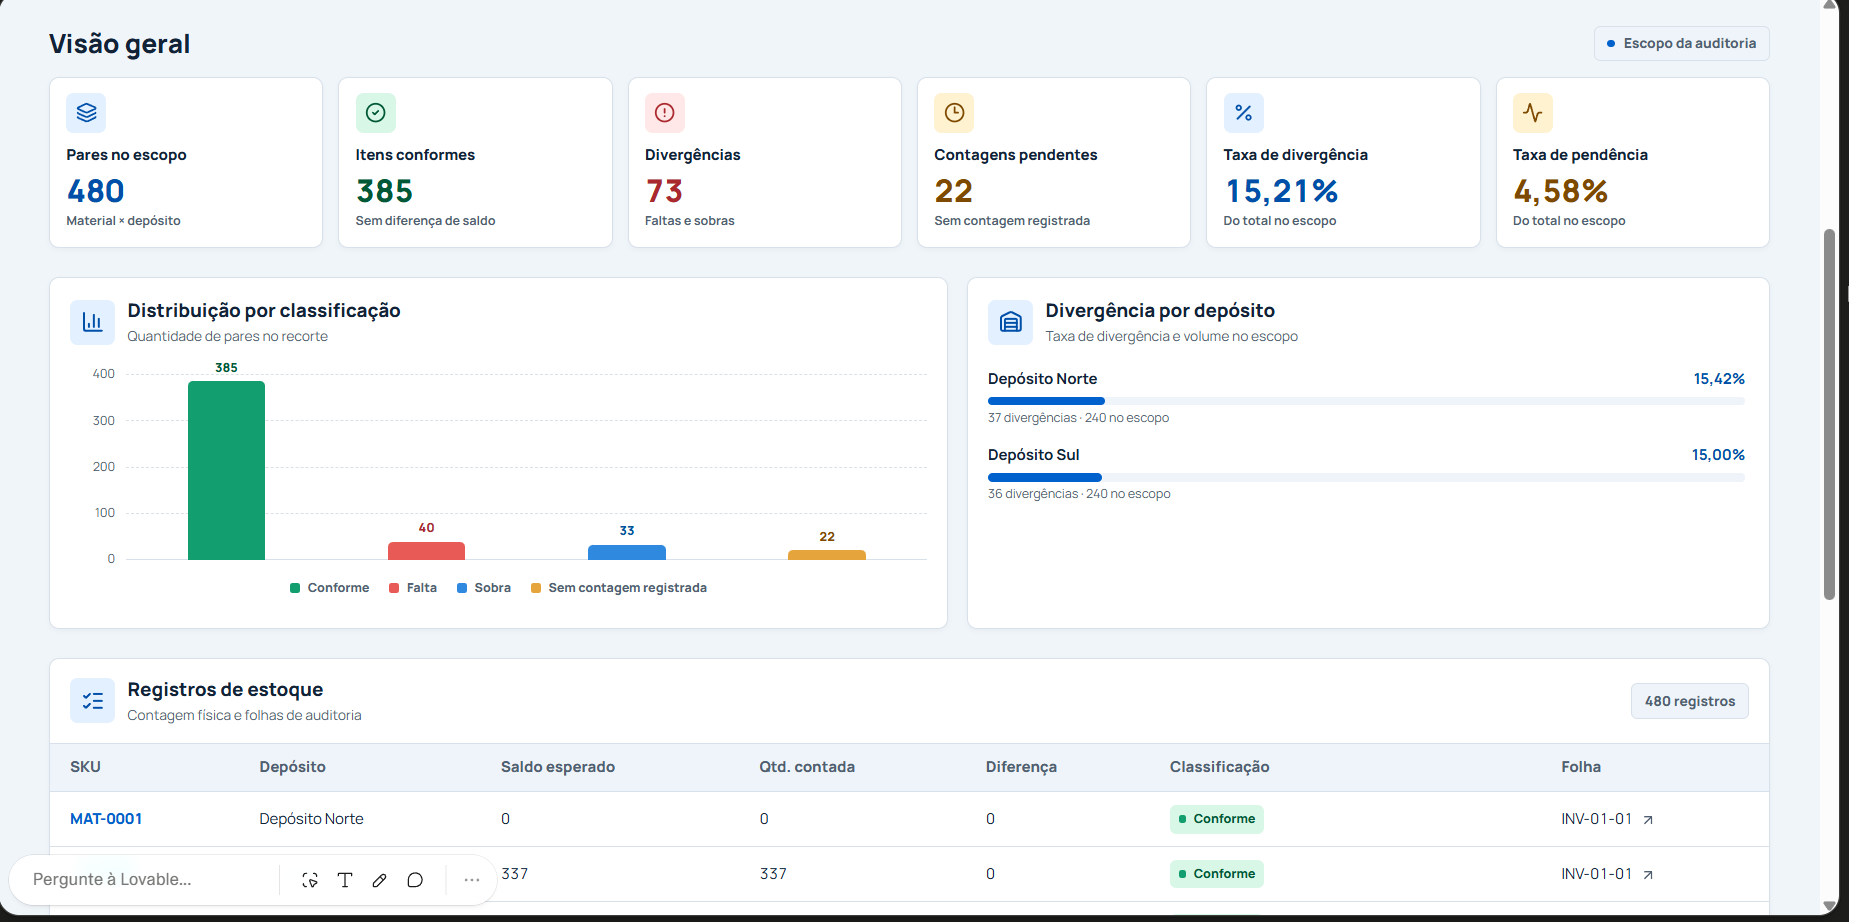 Visão geral
Escopo da auditoria
Pares no escopo
480
Material × depósito
Itens conformes
385
Sem diferença de saldo
Divergências
73
Faltas e sobras
Contagens pendentes
22
Sem contagem registrada
Taxa de divergência
15,21%
Do total no escopo
Taxa de pendência
4,58%
Do total no escopo
Distribuição por classificação
Quantidade de pares no recorte
400
300
200
100
0
385
40
33
22
Conforme Falta Sobra Sem contagem registrada
Divergência por depósito
Taxa de divergência e volume no escopo
Depósito Norte 15,42%
37 divergências · 240 no escopo
Depósito Sul 15,00%
36 divergências · 240 no escopo
Registros de estoque
Contagem física e folhas de auditoria
480 registros
SKU Depósito Saldo esperado Qtd. contada Diferença Classificação Folha
MAT-0001 Depósito Norte 0 0 0 Conforme INV-01-01
337 337 0 Conforme INV-01-01
Pergunte à Lovable...